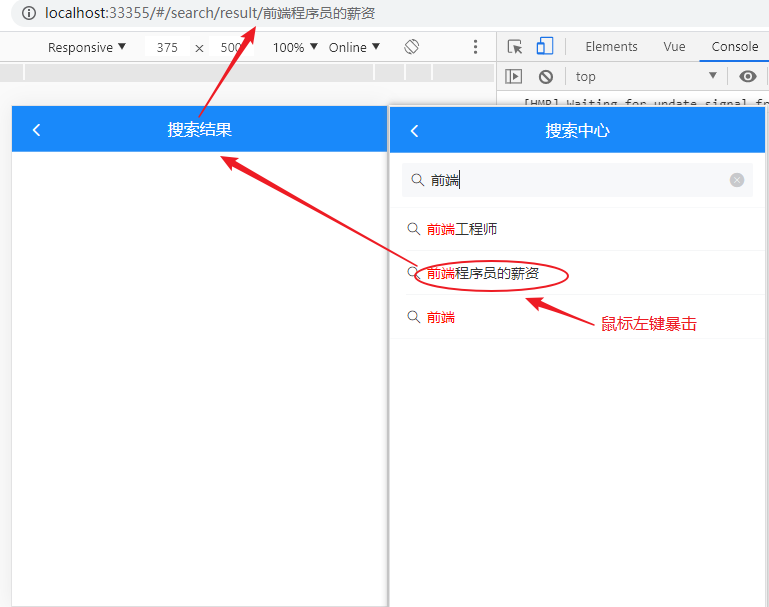 localhost:33355/#/search/result/前端程序员的薪资
Responsive ▼ 375 × 500 100% ▼ Online ▼
Elements Vue Console
top ▼
[HMR] Waiting for update signal
搜索结果
搜索中心
前端
前端工程师
前端程序员的薪资
前端
鼠标左键暴击